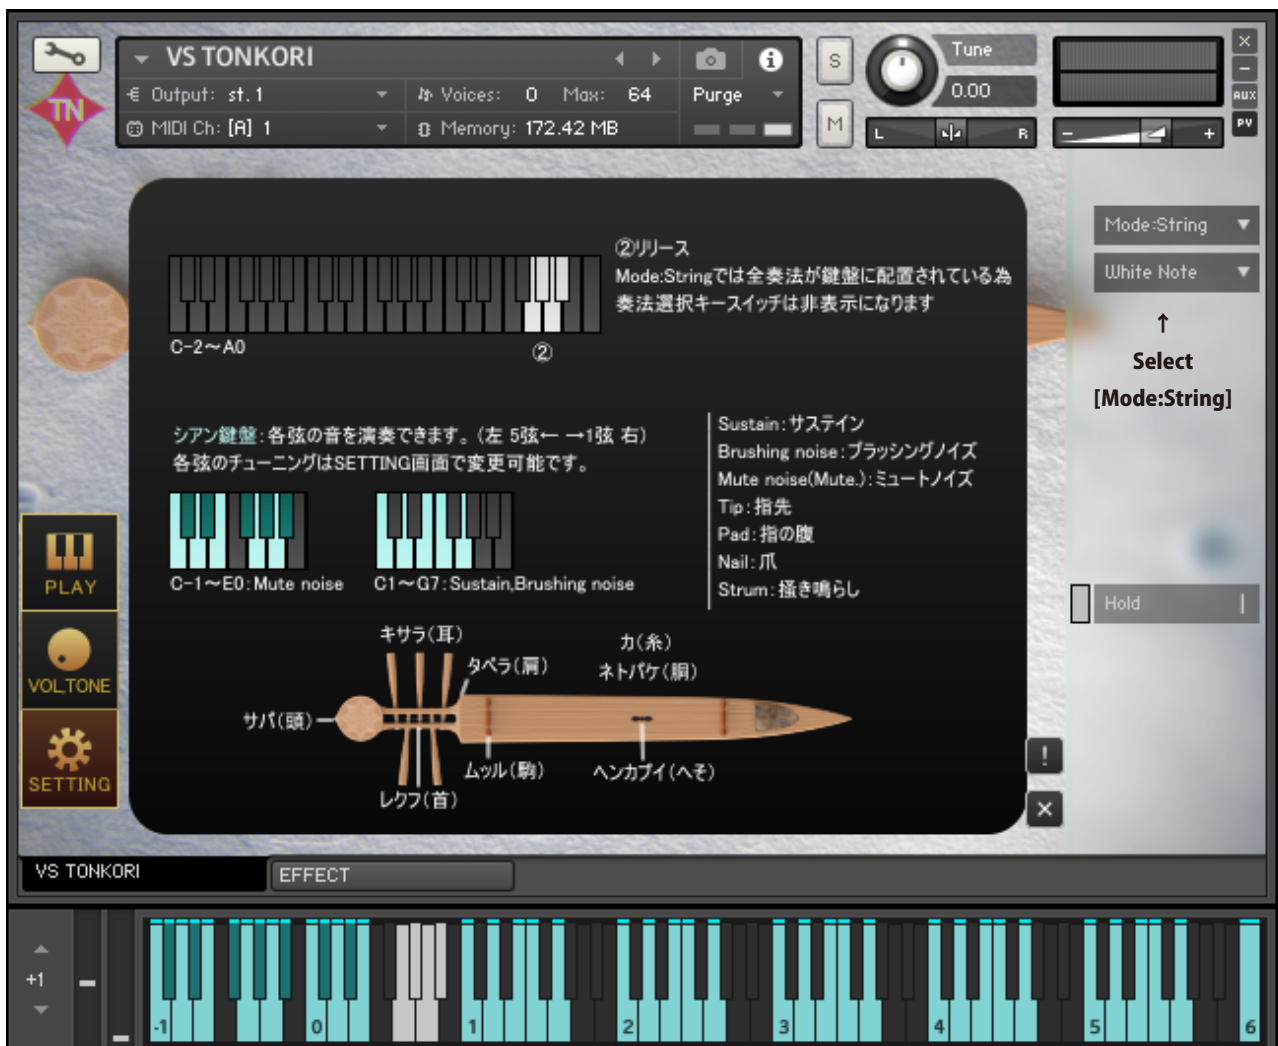 VS TONKORI
S
Tune
0.00
M
L
R
X
AUX
PV
TN
Output: st.1
Voices: 0 Max: 64
Purge
MIDI Ch: [A] 1
Memory: 172.42 MB
Mode:String
White Note
↑
Select
[Mode:String]
②リリース
Mode:Stringでは全奏法が鍵盤に配置されている為
奏法選択キースイッチは非表示になります
C-2～A0
②
シアン鍵盤:各弦の音を演奏できます。(左 5弦← →1弦 右)
各弦のチューニングはSETTING画面で変更可能です。
C-1～E0:Mute noise
C1～G7:Sustain,Brushing noise
Sustain:サステイン
Brushing noise:ブラッシングノイズ
Mute noise(Mute.):ミュートノイズ
Tip:指先
Pad:指の腹
Nail:爪
Strum:掻き鳴らし
Hold
PLAY
VOL,TONE
SETTING
キサラ(耳)
タペラ(肩)
カ(糸)
ネトパケ(胴)
サパ(頭)
ムッル(駒)
ヘンカプイ(へそ)
レクフ(首)
!
VS TONKORI
EFFECT
+1
-1
0
1
2
3
4
5
6